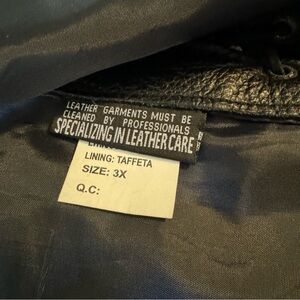 LEATHER GARMENTS MUST BE
CLEANED BY PROFESSIONALS
SPECIALIZING IN LEATHER CARE
LINING: TAFFETA
SIZE: 3X
Q.C: